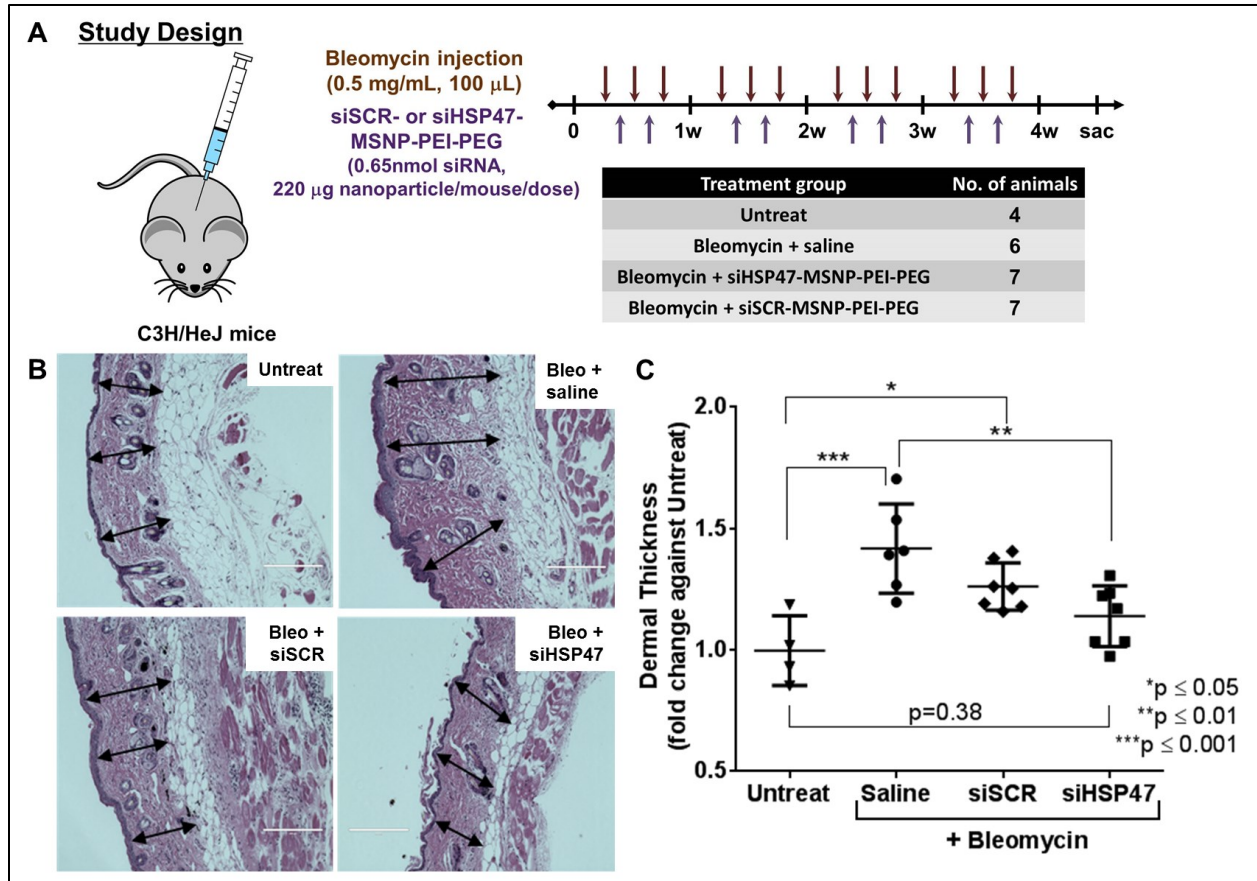 A
Study Design
Bleomycin injection
(0.5 mg/mL, 100 μL)
siSCR- or siHSP47-
MSNP-PEI-PEG
(0.65nmol siRNA,
220 μg nanoparticle/mouse/dose)
0 1w 2w 3w 4w sac
Treatment group No. of animals
Untreat 4
Bleomycin + saline 6
Bleomycin + siHSP47-MSNP-PEI-PEG 7
Bleomycin + siSCR-MSNP-PEI-PEG 7
C3H/HeJ mice
B
Untreat
Bleo +
saline
Bleo +
siSCR
Bleo +
siHSP47
C
Dermal Thickness
(fold change against Untreat)
2.0
1.5
1.0
0.5
*
**
***
p=0.38
*p ≤ 0.05
**p ≤ 0.01
***p ≤ 0.001
Untreat Saline siSCR siHSP47
+ Bleomycin